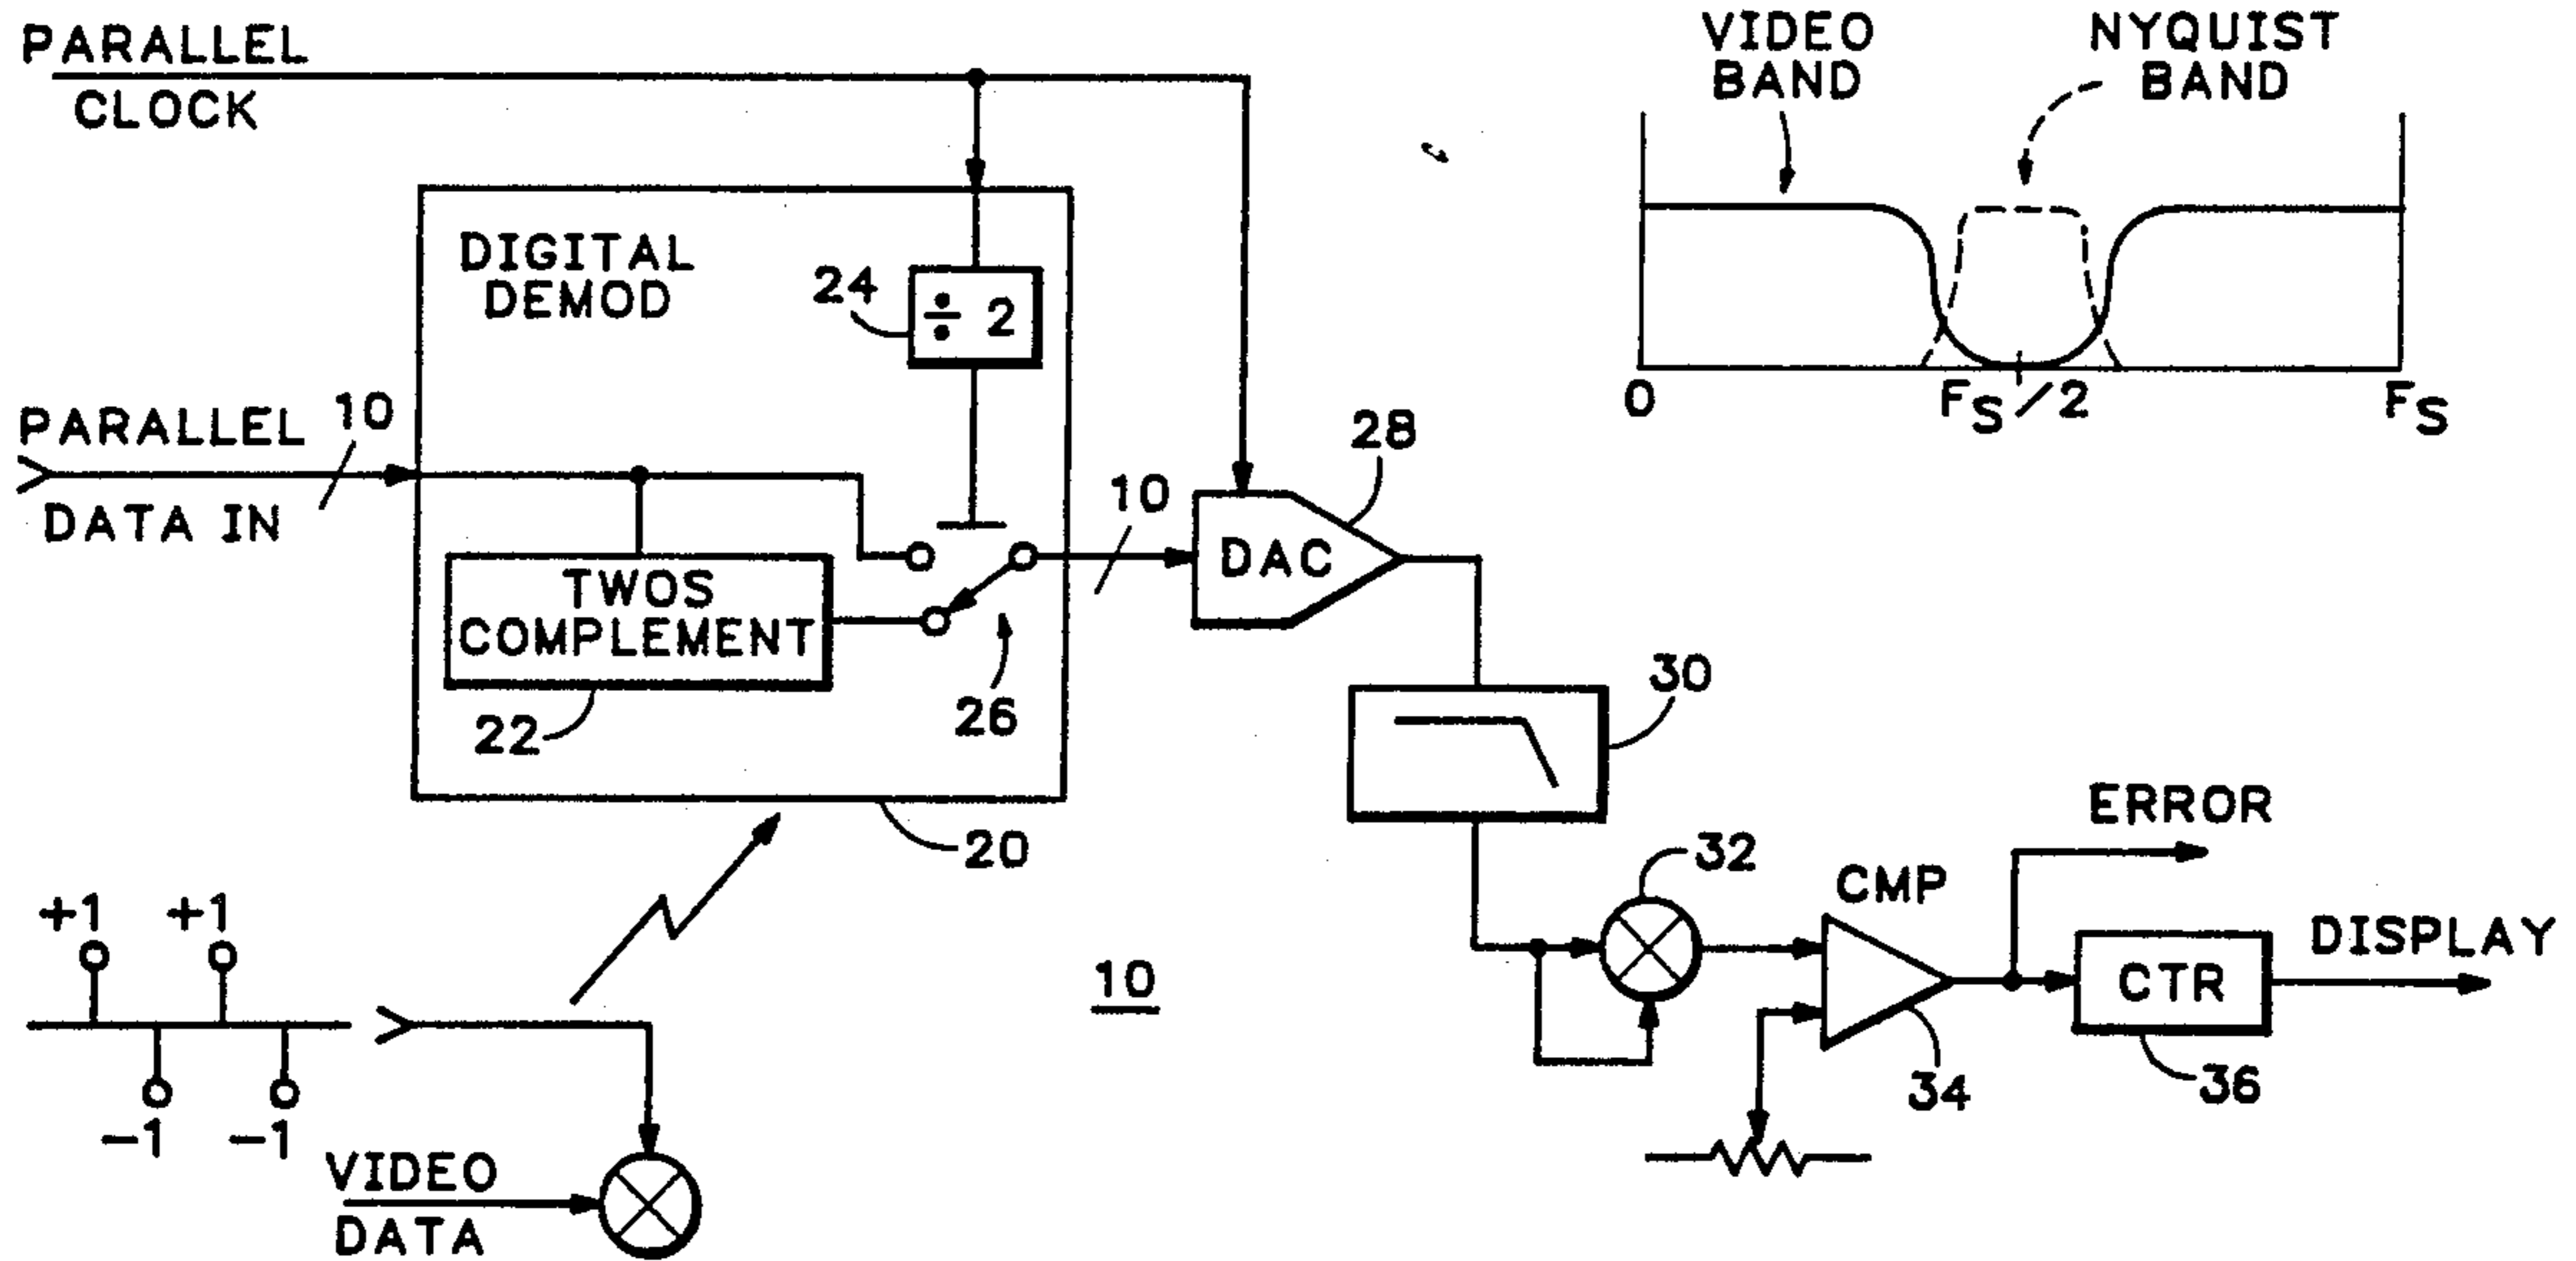 PARALLEL
CLOCK
VIDEO
BAND
NYQUIST
BAND
0
FS/2
FS
DIGITAL
DEMOD
24
÷ 2
PARALLEL
10
DATA IN
TWOS
COMPLEMENT
22
26
20
10
DAC
28
30
32
CMP
34
ERROR
CTR
DISPLAY
36
10
+1
+1
-1
-1
VIDEO
DATA